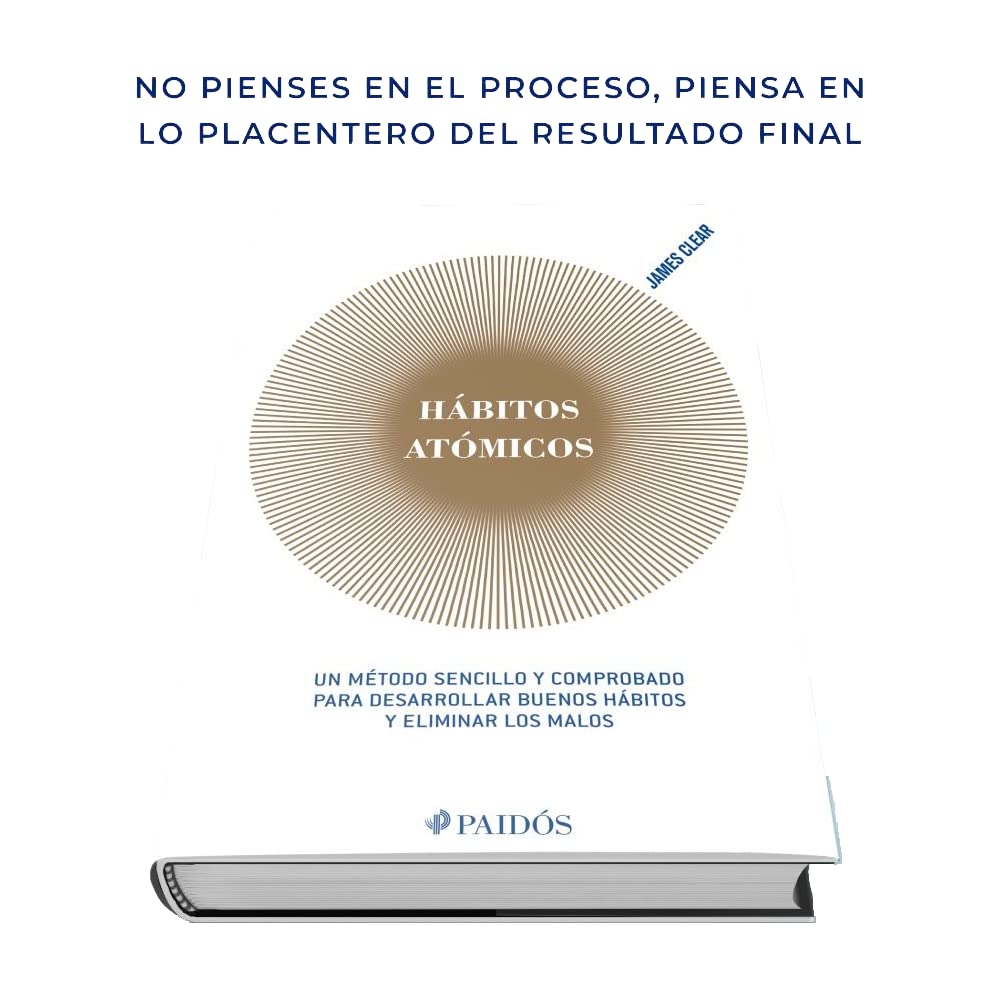 NO PIENSES EN EL PROCESO, PIENSA EN
LO PLACENTERO DEL RESULTADO FINAL
JAMES CLEAR
HÁBITOS
ATÓMICOS
UN MÉTODO SENCILLO Y COMPROBADO
PARA DESARROLLAR BUENOS HÁBITOS
Y ELIMINAR LOS MALOS
PAIDÓS